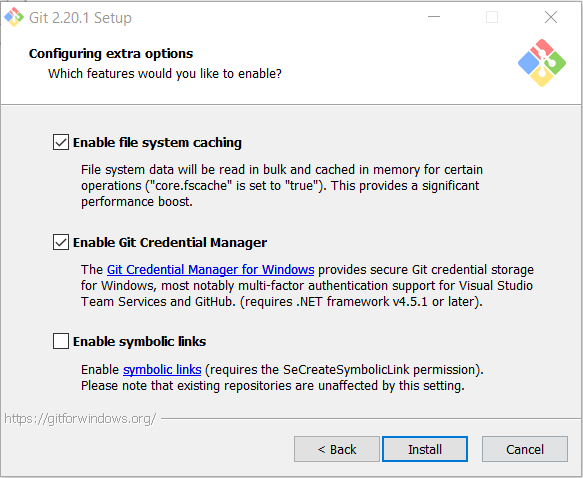 Git 2.20.1 Setup
Configuring extra options
Which features would you like to enable?
Enable file system caching
File system data will be read in bulk and cached in memory for certain
operations ("core.fscache" is set to "true"). This provides a significant
performance boost.
Enable Git Credential Manager
The Git Credential Manager for Windows provides secure Git credential storage
for Windows, most notably multi-factor authentication support for Visual Studio
Team Services and GitHub. (requires .NET framework v4.5.1 or later).
Enable symbolic links
Enable symbolic links (requires the SeCreateSymbolicLink permission).
Please note that existing repositories are unaffected by this setting.
https://gitforwindows.org/
< Back
Install
Cancel